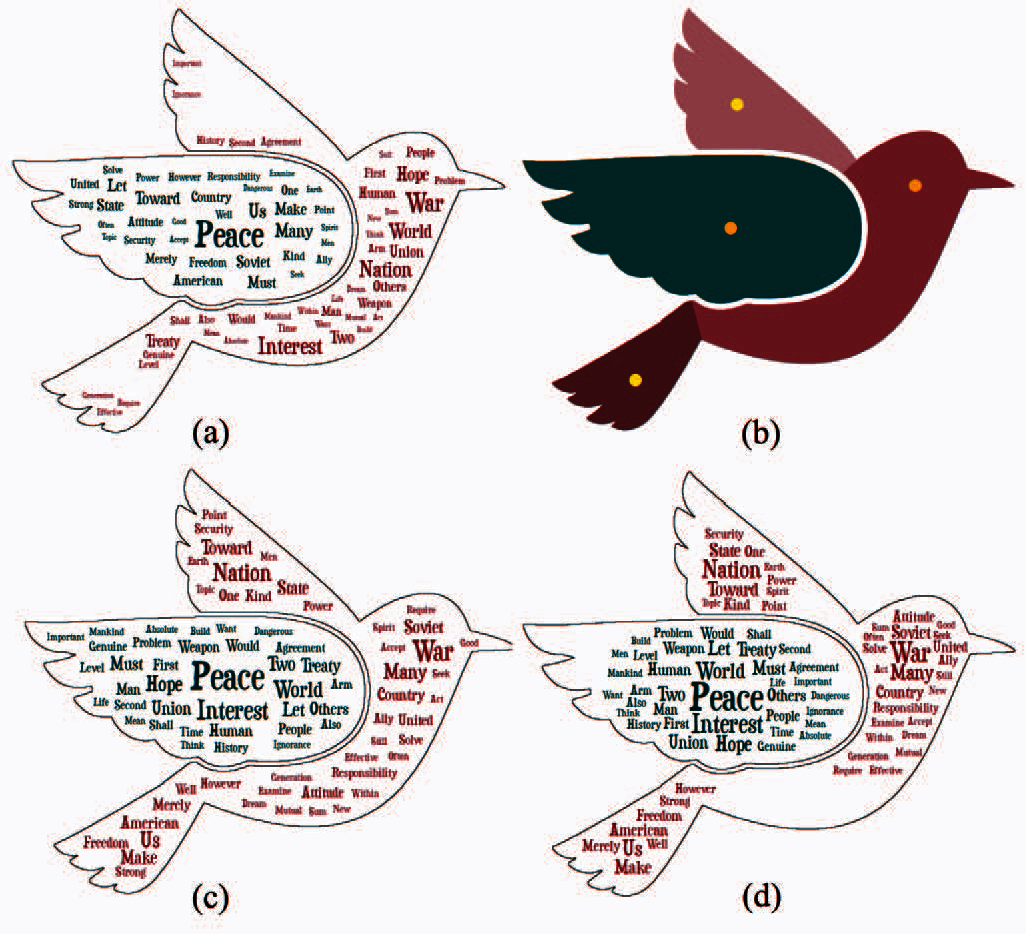 Important
Ignorance
History Second Agreement
Suit People
First Hope Problem
Human War
New Sum
Think World
Arm Union
Nation
Dream Others
Life Weapon
Solve
Power However Responsibility Examine
United Let Dangerous One Earth
Strong State Toward Country
Us Make Point
Often Attitude Good Well
Peace Many Spirit
Topic Security Accept Men
Merely Freedom Soviet Kind Ally
American Must Seek
Within Man Mutual Act
Shall Also Would Mankind
Time Want Build
Mean Absolute Interest Two
Treaty
Genuine
Level
Generation Require
Effective
(a)
(b)
Point
Security
Toward Men
Earth Nation
Topic One Kind State
Power
Require
Spirit Soviet
Accept War Good
Many Seek
Country Act
Ally United
Still Solve
Effective Often
Responsibility
Important Mankind Absolute Build Want Dangerous
Genuine Problem Weapon Would Agreement
Level Must First Peace Two Treaty
Man Hope World Arm
Life Second Union Interest Let Others
Mean Shall Time Human People Also
Think History Ignorance
Well However Generation
Examine Attitude Within
Merely Dream Mutual Sum New
American
Freedom Us
Make
Strong
(c)
Security
State One
Nation Earth
Toward Power
Spirit
Topic Kind Point
Attitude
Sum Good
Often Soviet Seek
Solve War United
Ally
Act Many Still
Country New
Responsibility
Examine Accept
Within Dream
Generation Mutual
Require Effective
Problem Would Shall
Build Weapon Let Treaty Second
Men Level
Mankind Human World Must Agreement
Life Important
Want Arm Two Peace Others Dangerous
Also Man
Think People Ignorance
History First Interest Mean
Time Absolute
Union Hope Genuine
However
Strong
Freedom
American
Merely Us Well
Make
(d)